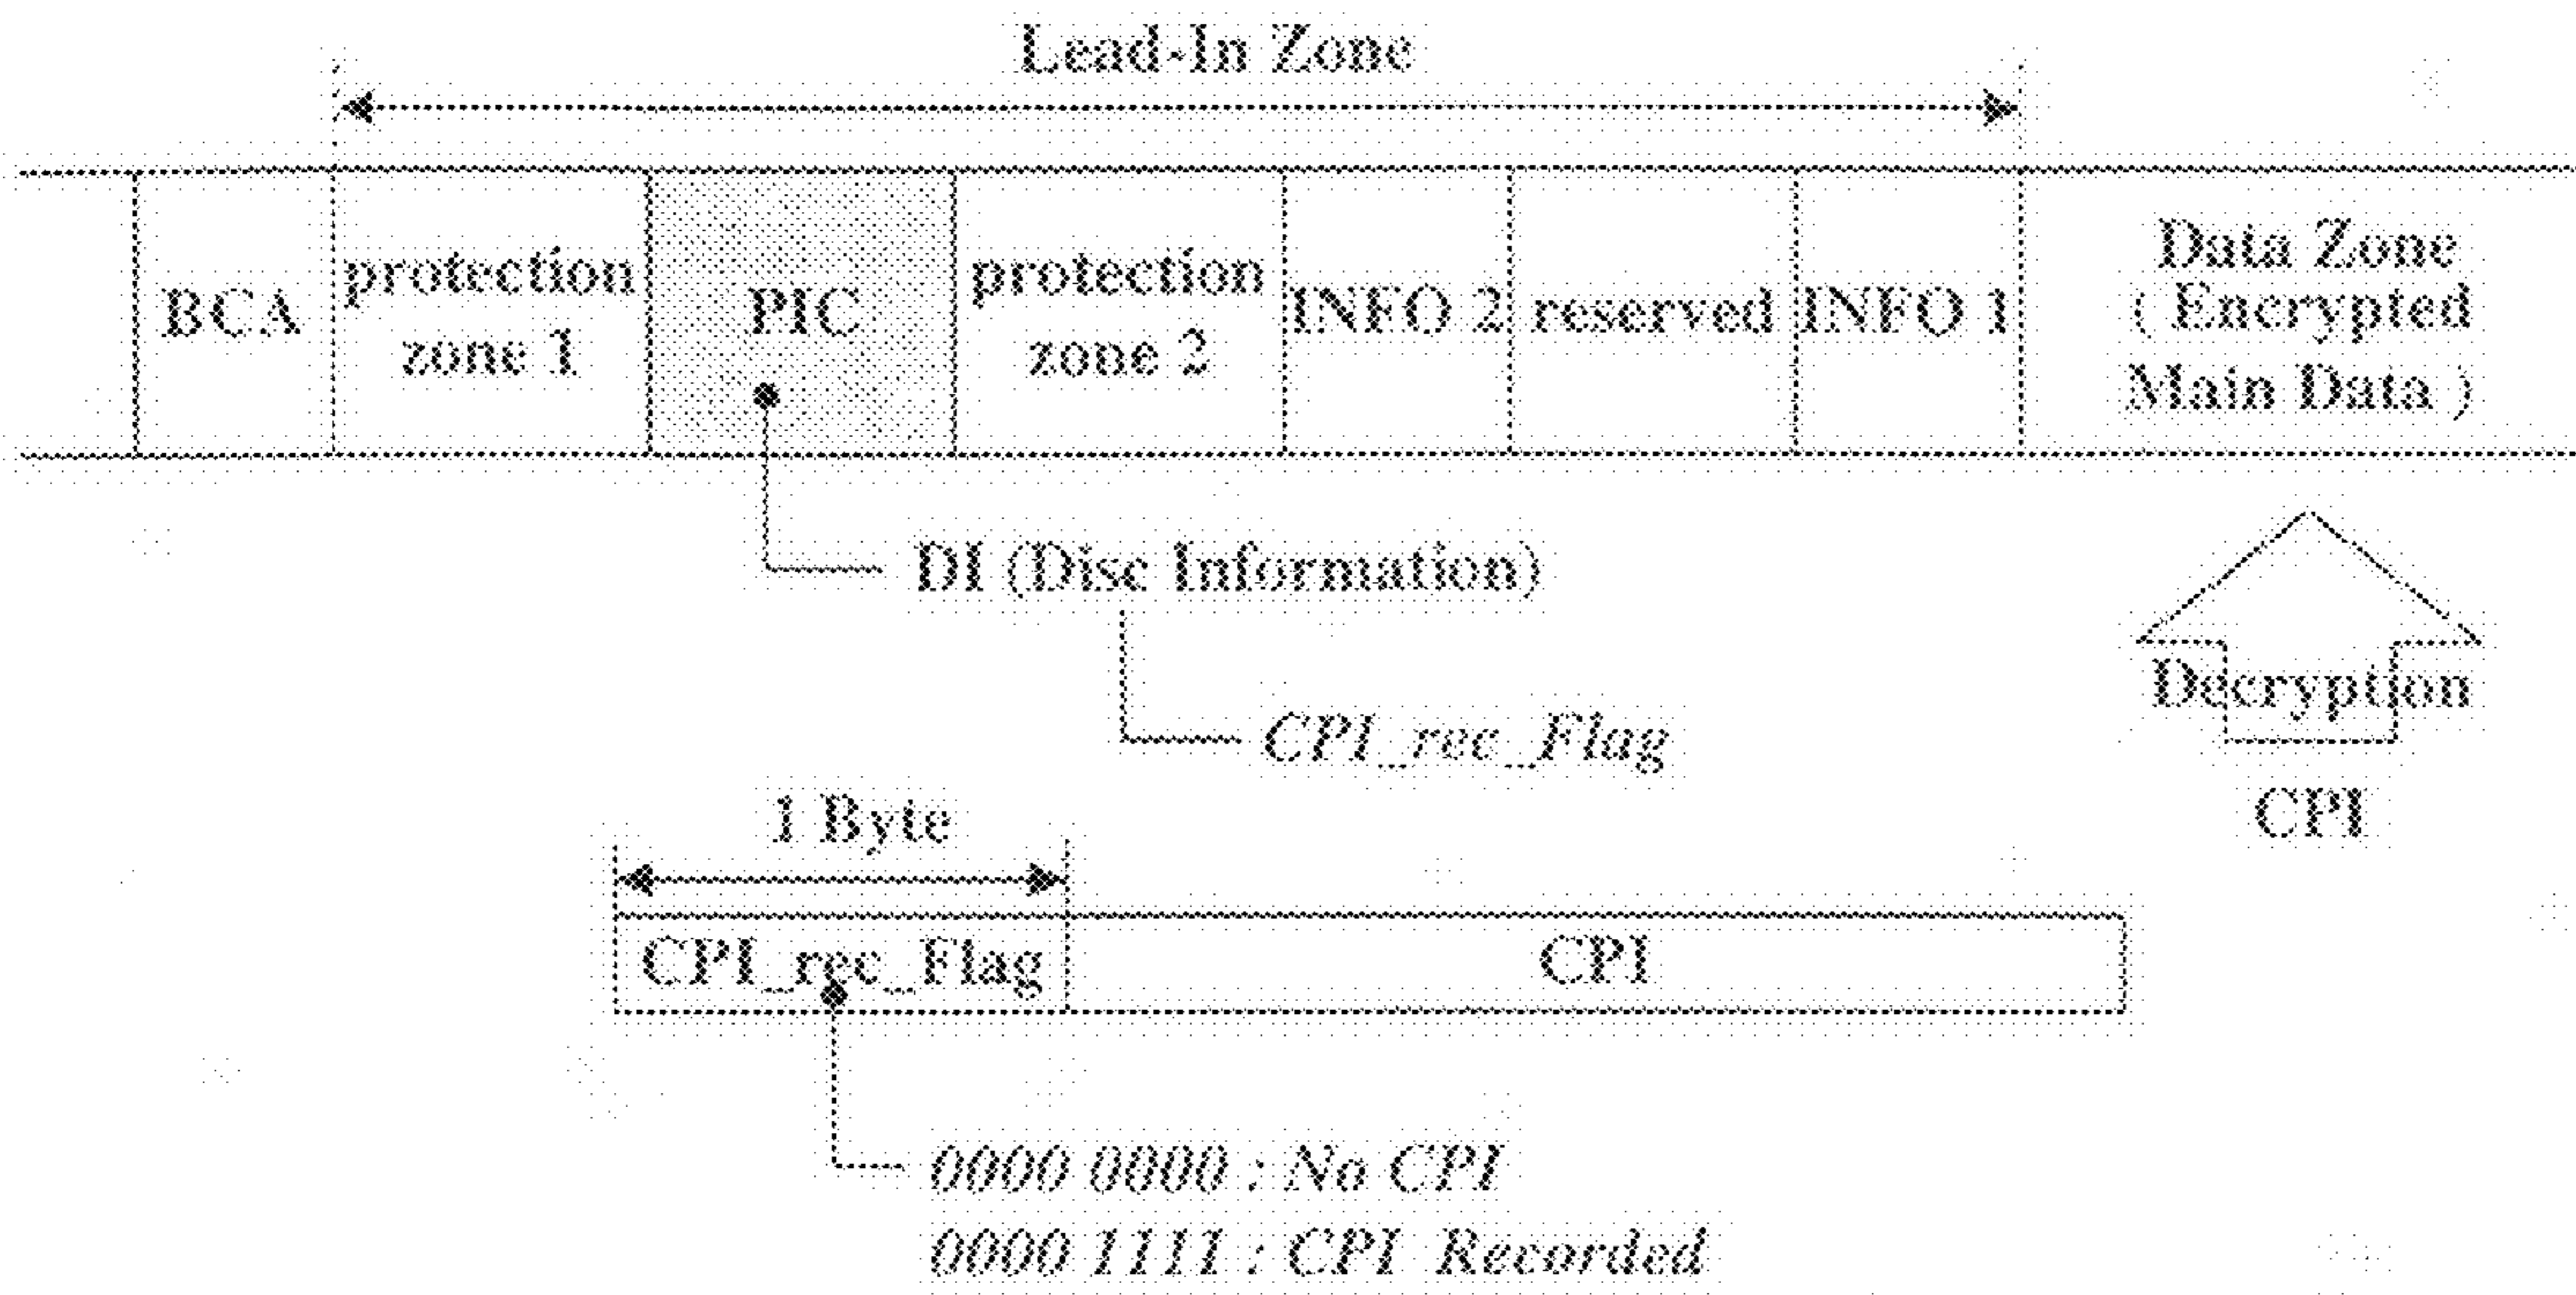 Lead-In Zone
BCA
protection
zone 1
PIC
protection
zone 2
INFO 2
reserved
INFO 1
Data Zone
( Encrypted
Main Data )
DI (Disc Information)
CPI_rec_Flag
Decryption
CPI
1 Byte
CPI_rec_Flag
CPI
0000 0000 : No CPI
0000 1111 : CPI Recorded